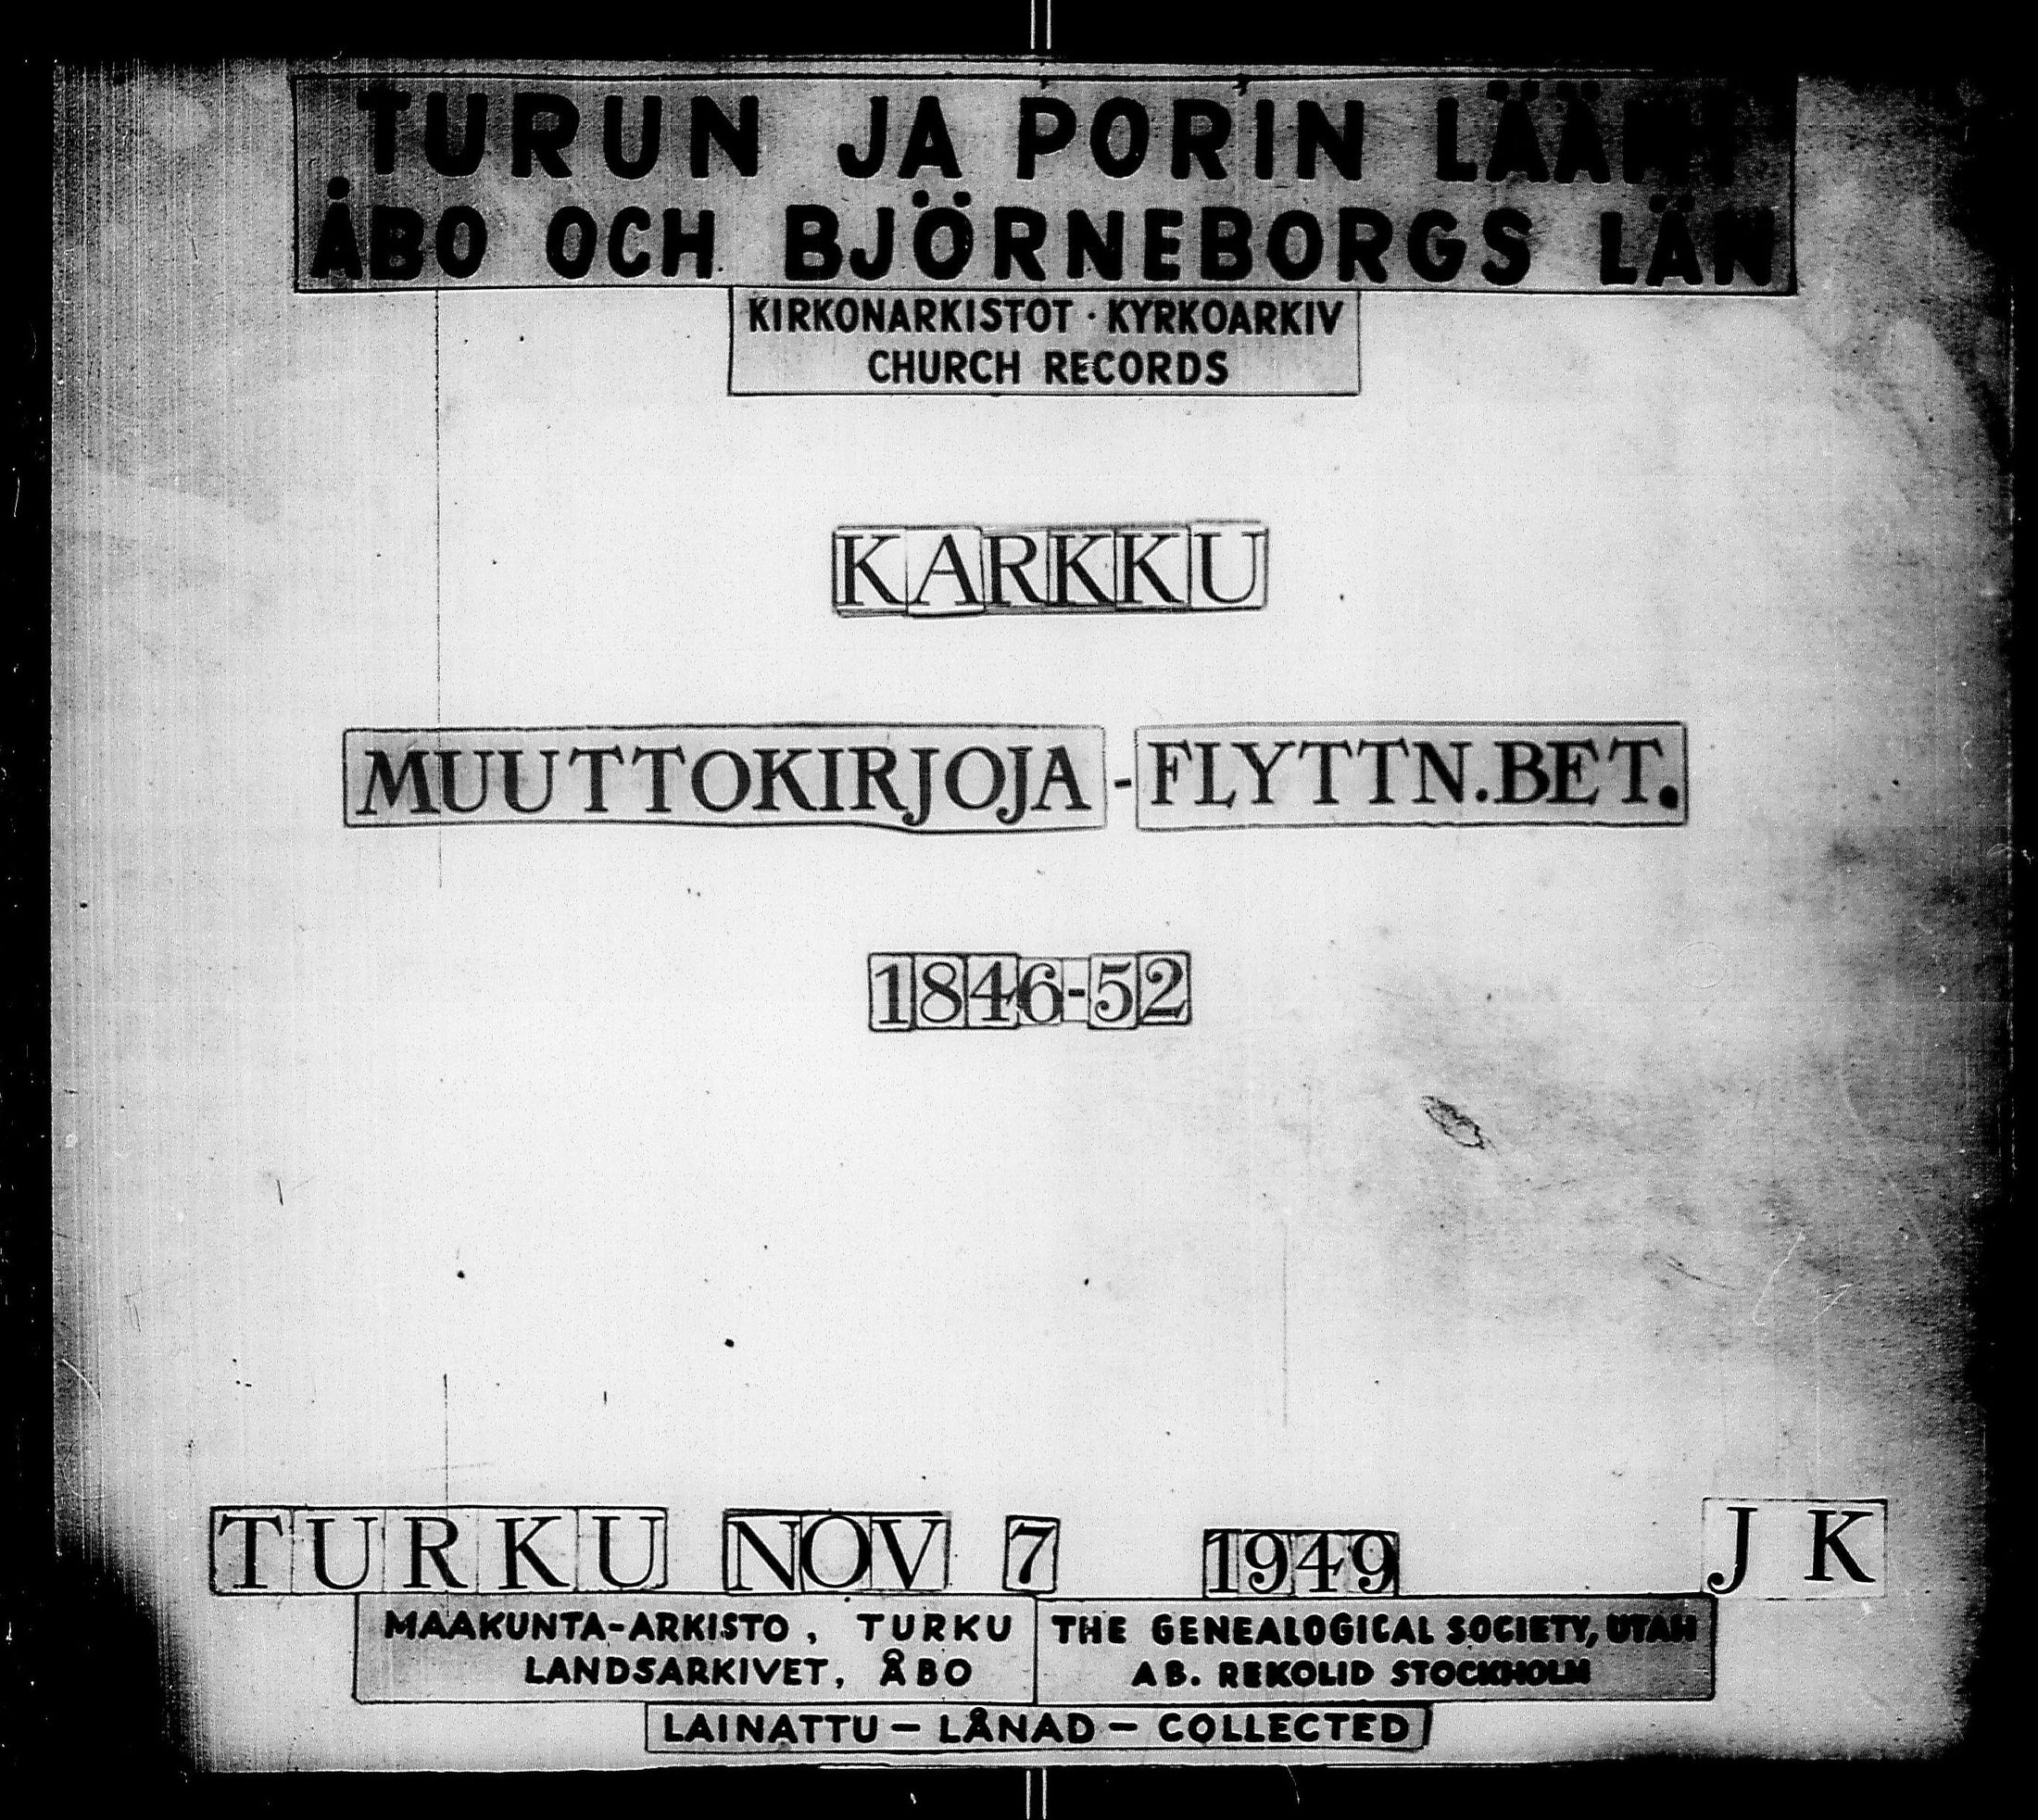 TURUN JA PORIN LÄÄNI
ÅBO OCH BJÖRNEBORGS LÄN
KIRKONARKISTOT · KYRKOARKIV
CHURCH RECORDS
KARKKU
MUUTTOKIRJOJA - FLYTTN.BET.
1846-52
TURKU NOV 7 1949 J K
MAAKUNTA-ARKISTO, TURKU
LANDSARKIVET, ÅBO
THE GENEALOGICAL SOCIETY, UTAH
AB. REKOLID STOCKHOLM
LAINATTU - LÅNAD - COLLECTED